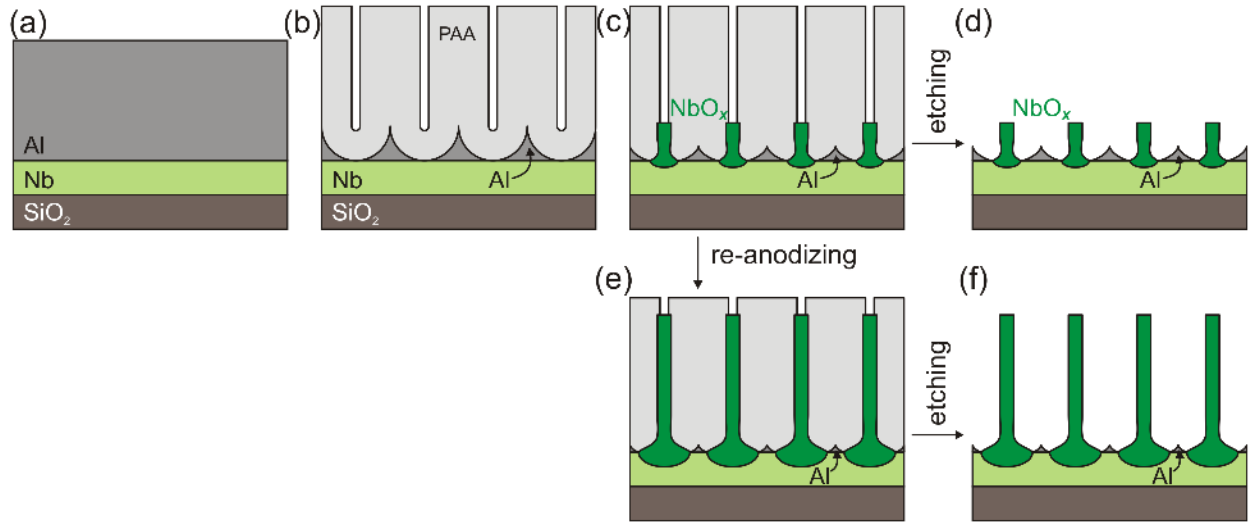 (a)
Al
Nb
SiO₂
(b)
PAA
Nb
Al
SiO₂
(c)
NbOₓ
Al
etching
(d)
NbOₓ
Al
re-anodizing
(e)
Al
etching
(f)
Al